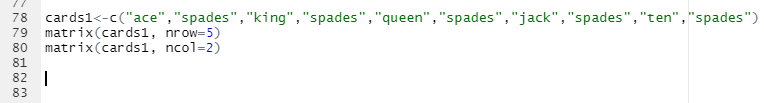 77
78 cards1<-c("ace","spades","king","spades","queen","spades","jack","spades","ten","spades")
79 matrix(cards1, nrow=5)
80 matrix(cards1, ncol=2)
81
82
83